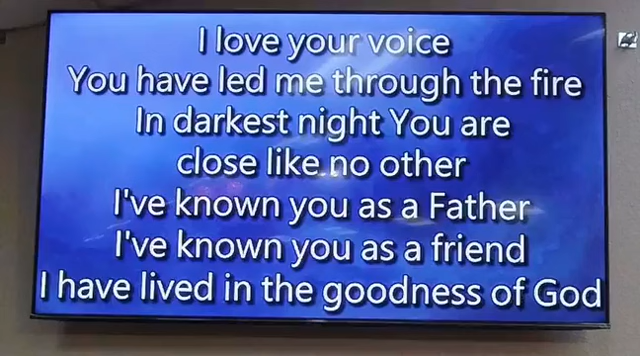 I love your voice
You have led me through the fire
In darkest night You are
close like no other
I've known you as a Father
I've known you as a friend
I have lived in the goodness of God